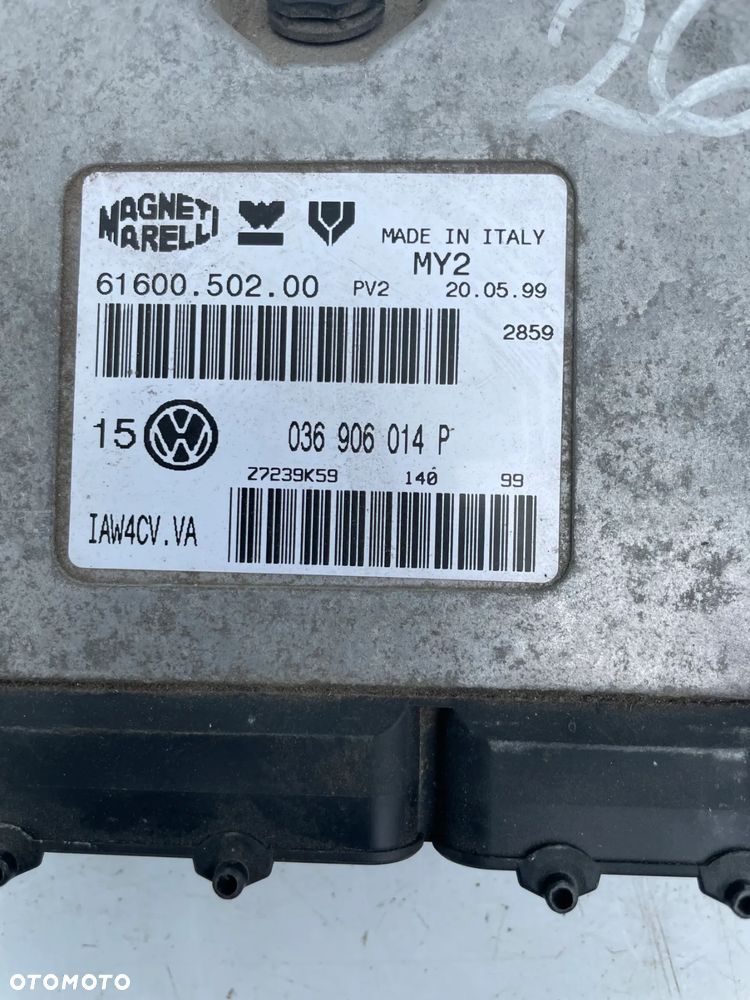 26
MAGNETI
MARELLI
MADE IN ITALY
MY2
61600.502.00 PV2 20.05.99
2859
15 036 906 014 P
Z7239K59 140 99
IAW4CV.VA
OTOMOTO